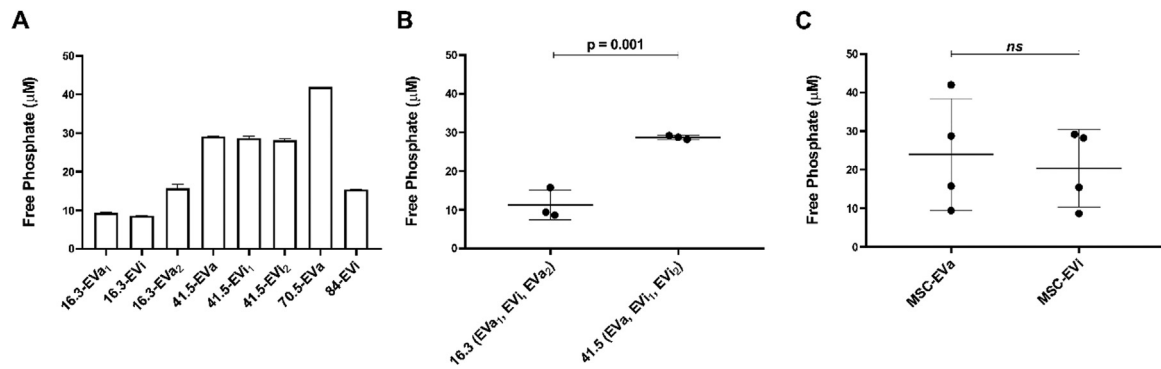 A
Free Phosphate (μM)
50
40
30
20
10
0
16.3-EVa₁
16.3-EVi
16.3-EVa₂
41.5-EVa
41.5-EVi₁
41.5-EVI₂
70.5-EVa
84-EVi
B
p = 0.001
Free Phosphate (μM)
50
40
30
20
10
0
16.3 (EVa₁, EVi, EVa₂)
41.5 (EVa, EVi₁, EVi₂)
C
ns
Free Phosphate (μM)
50
40
30
20
10
0
MSC-EVa
MSC-EVi